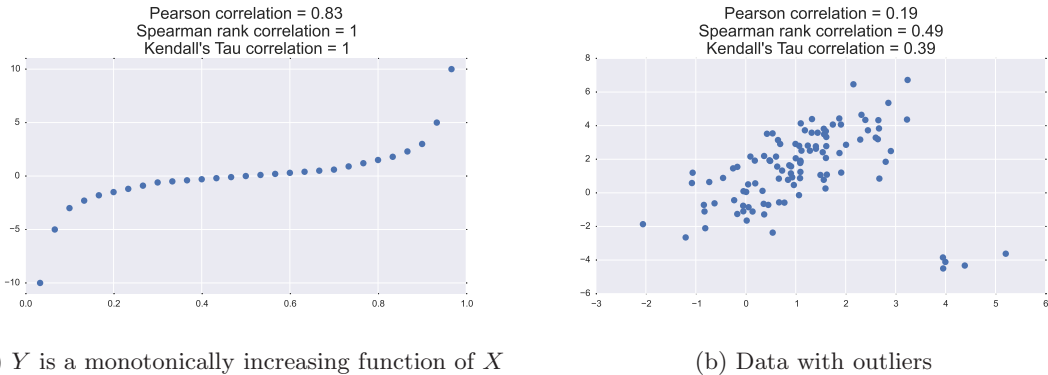 Pearson correlation = 0.83
Spearman rank correlation = 1
Kendall's Tau correlation = 1
10
5
0
−5
−10
0.0 0.2 0.4 0.6 0.8 1.0
) Y is a monotonically increasing function of X
Pearson correlation = 0.19
Spearman rank correlation = 0.49
Kendall's Tau correlation = 0.39
8
6
4
2
0
−2
−4
−6
−3 −2 −1 0 1 2 3 4 5 6
(b) Data with outliers